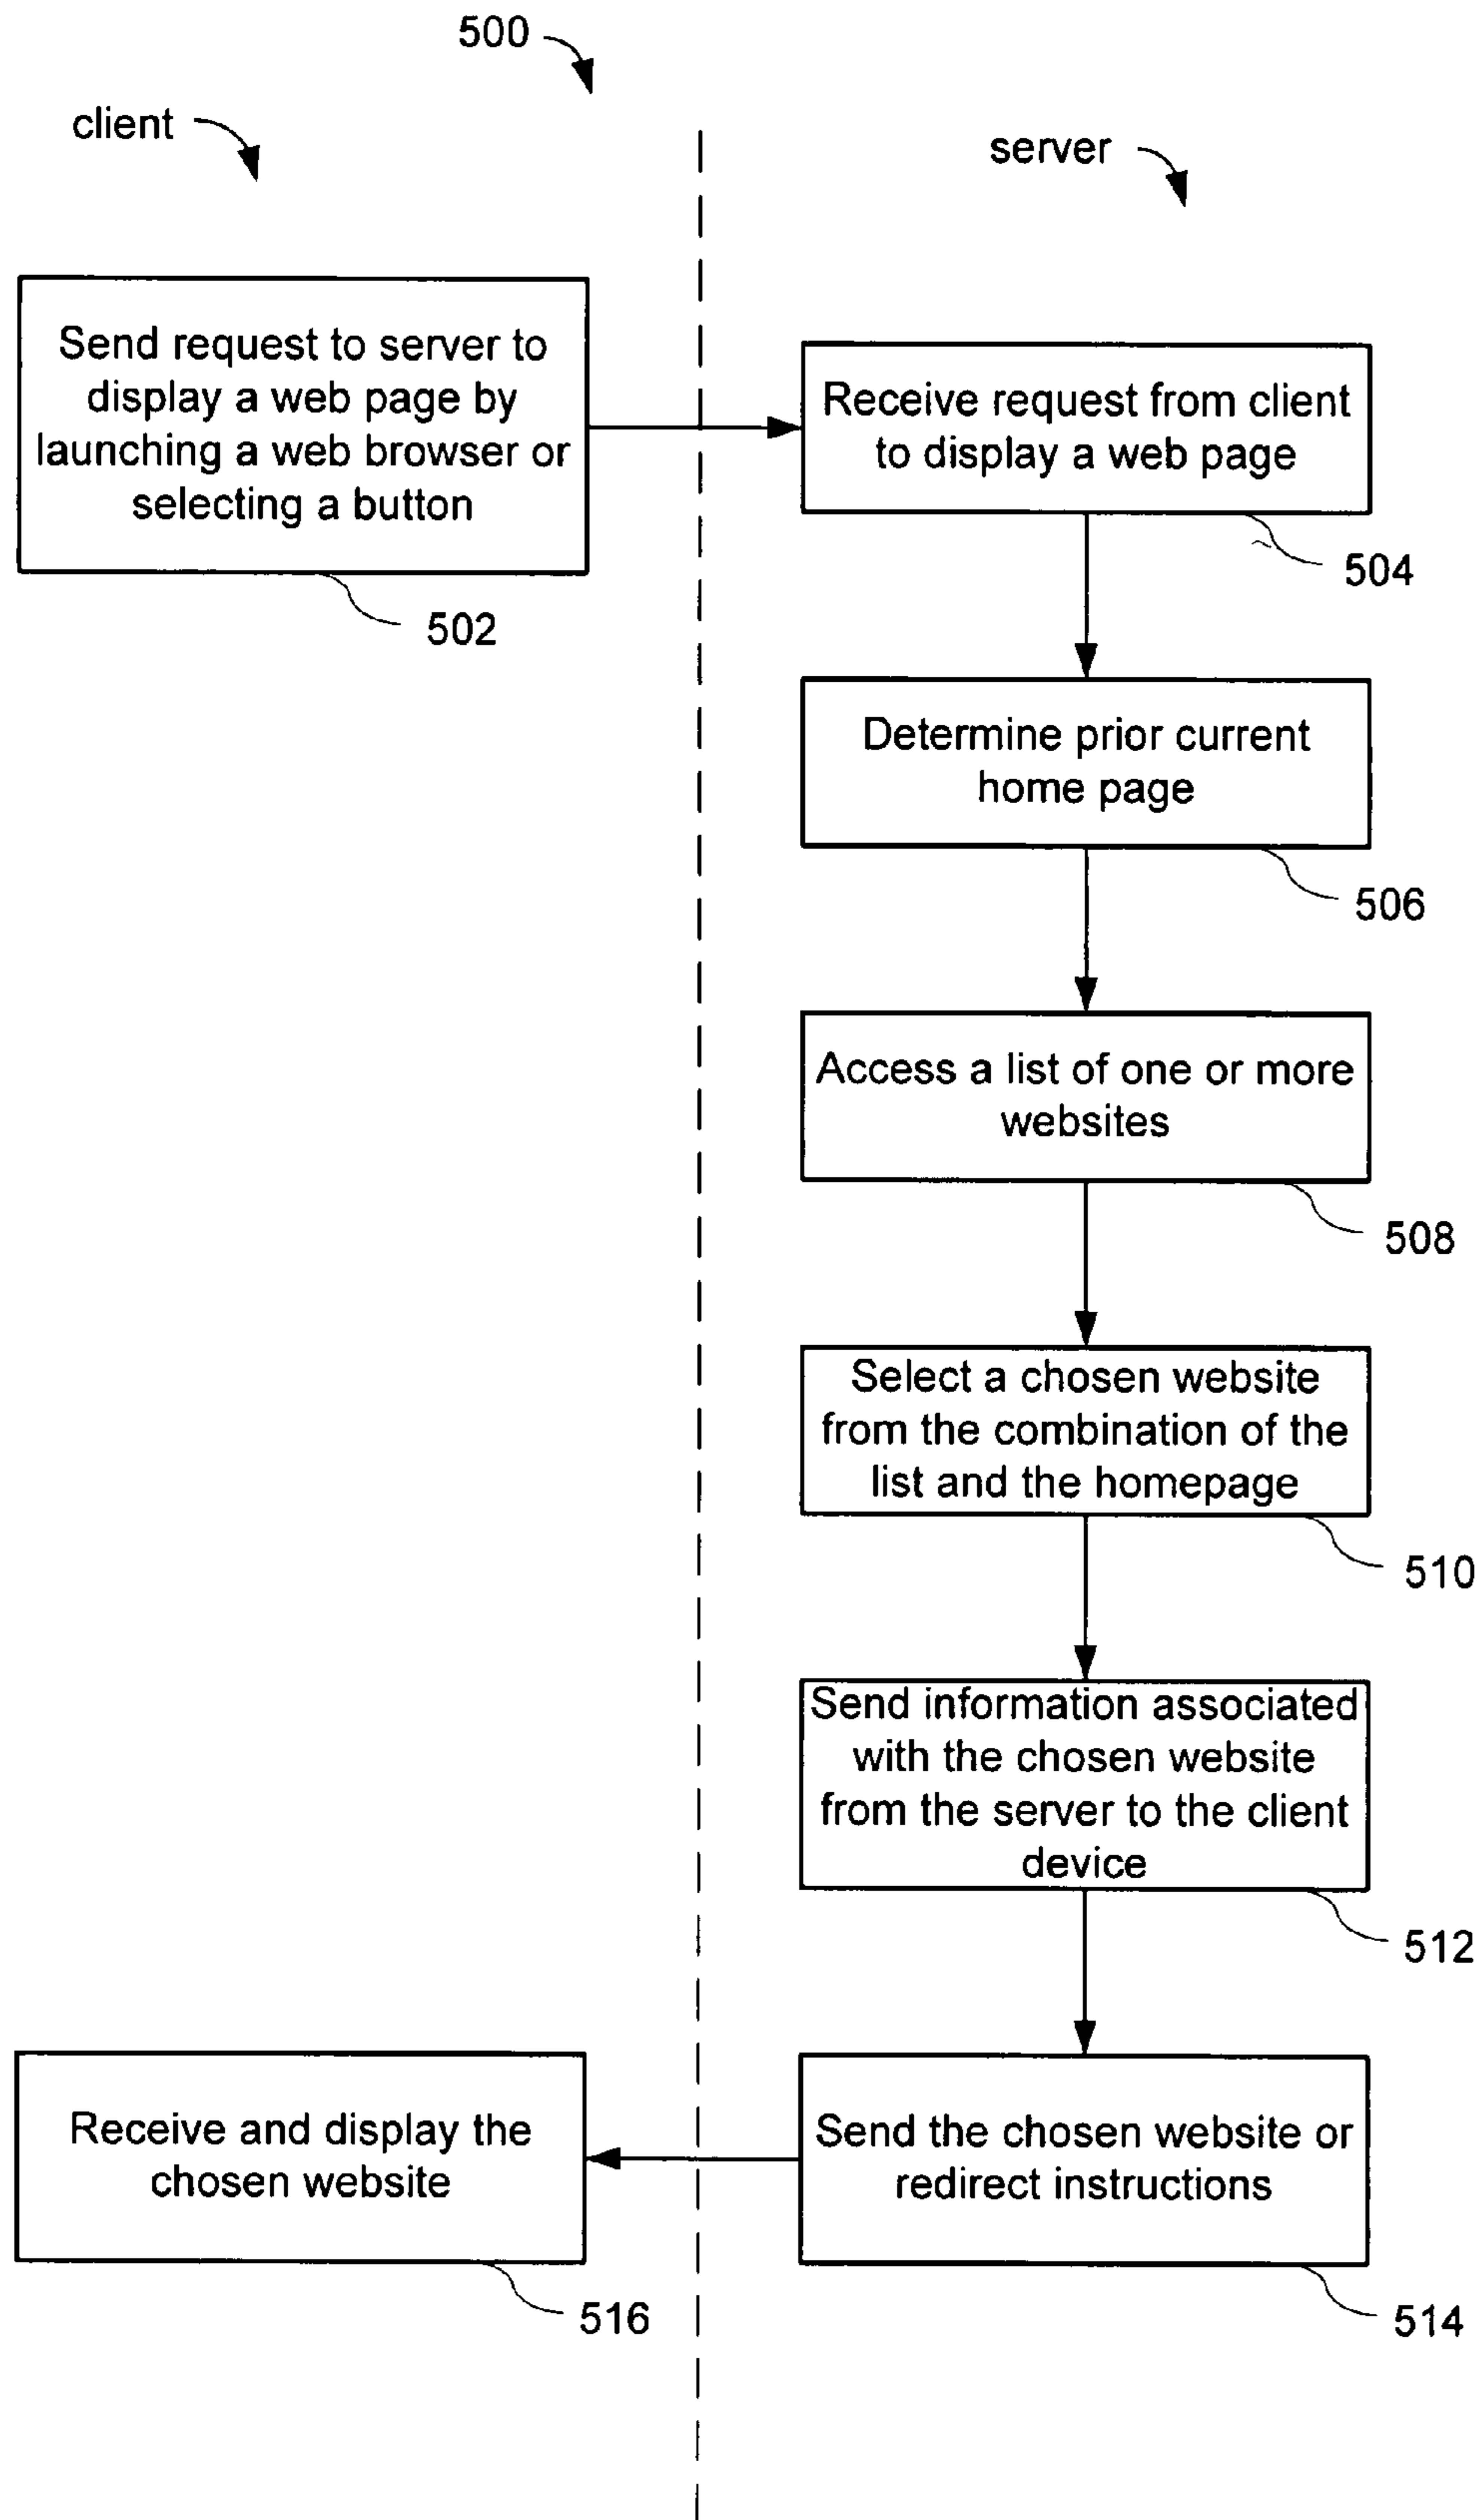 500
client
server
Send request to server to
display a web page by
launching a web browser or
selecting a button
502
Receive request from client
to display a web page
504
Determine prior current
home page
506
Access a list of one or more
websites
508
Select a chosen website
from the combination of the
list and the homepage
510
Send information associated
with the chosen website
from the server to the client
device
512
Send the chosen website or
redirect instructions
514
Receive and display the
chosen website
516